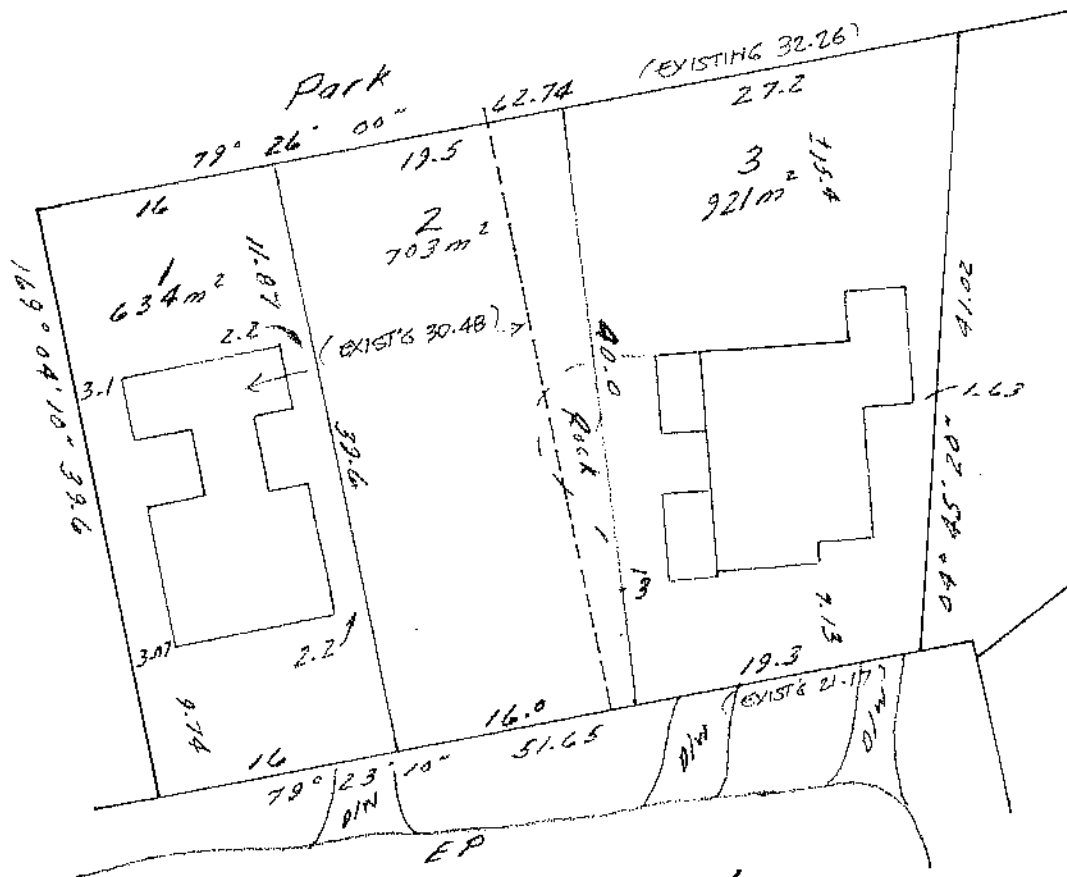 Park
(EXISTING 32.26)
62.74
27.2
79° 26' 00"
19.5
16
3
921m²
2
703m²
1
634m²
11.87
2.2
(EXIST'G 30.48)
3.1
40.0
41.02
1.63
169° 04' 10" 39.6
39.6
Rock
13
7.13
3.07
2.2
9.74
19.3
(EXIST'G 21.17)
16.0
51.65
16
79° 23' 10"
D/W
D/W
D/W
EP